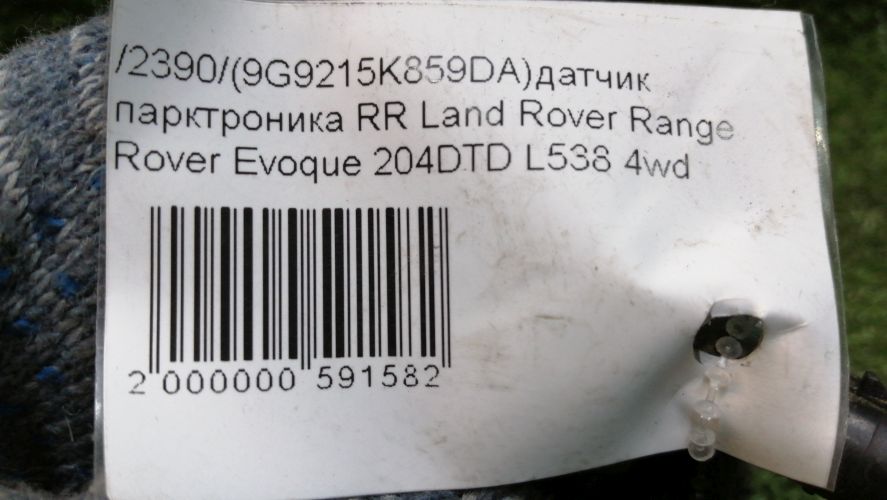 /2390/(9G9215K859DA)датчик
парктроника RR Land Rover Range
Rover Evoque 204DTD L538 4wd
2 000000 591582